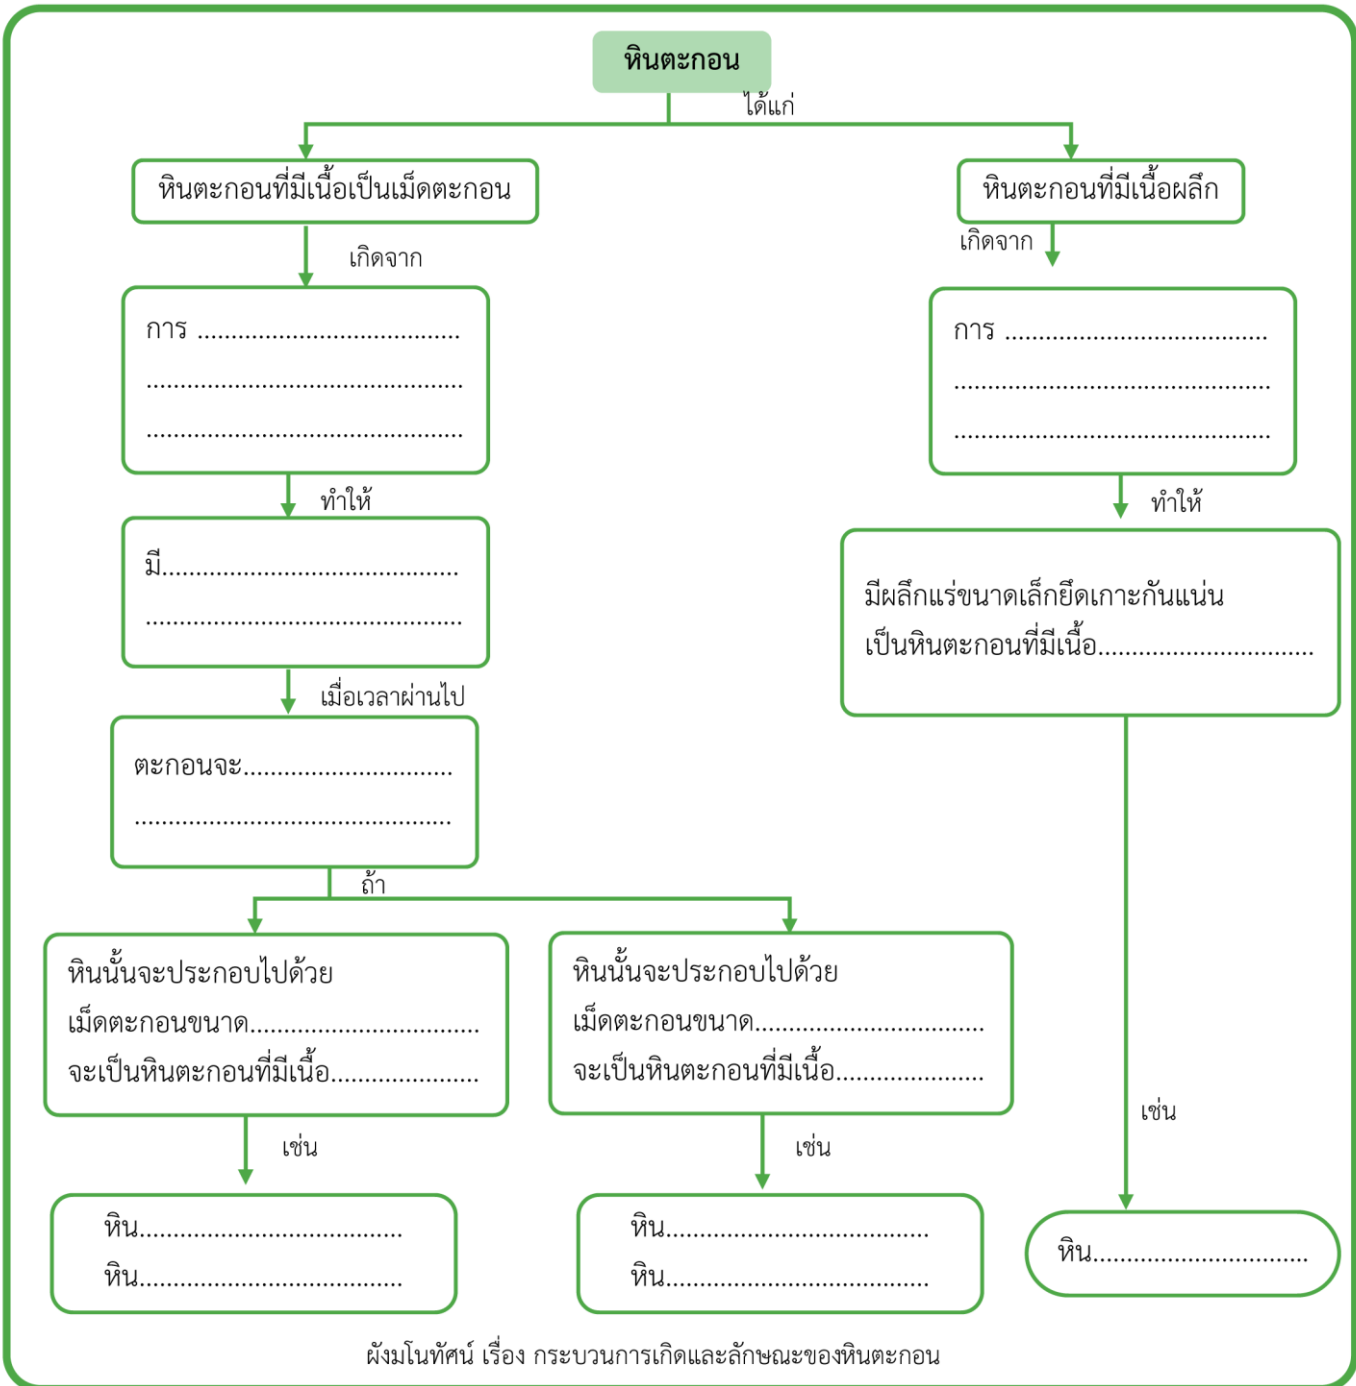 หินตะกอน
ได้แก่
หินตะกอนที่มีเนื้อเป็นเม็ดตะกอน
หินตะกอนที่มีเนื้อผลึก
เกิดจาก
เกิดจาก
การ .......................................
...............................................
...............................................
การ .......................................
...............................................
...............................................
ทำให้
ทำให้
มี............................................
...............................................
มีผลึกแร่ขนาดเล็กยึดเกาะกันแน่น
เป็นหินตะกอนที่มีเนื้อ................................
เมื่อเวลาผ่านไป
ตะกอนจะ...............................
...............................................
ถ้า
หินนั้นจะประกอบไปด้วย
เม็ดตะกอนขนาด..................................
จะเป็นหินตะกอนที่มีเนื้อ......................
หินนั้นจะประกอบไปด้วย
เม็ดตะกอนขนาด..................................
จะเป็นหินตะกอนที่มีเนื้อ......................
เช่น
เช่น
เช่น
หิน.......................................
หิน.......................................
หิน.......................................
หิน.......................................
หิน................................
ผังมโนทัศน์ เรื่อง กระบวนการเกิดและลักษณะของหินตะกอน